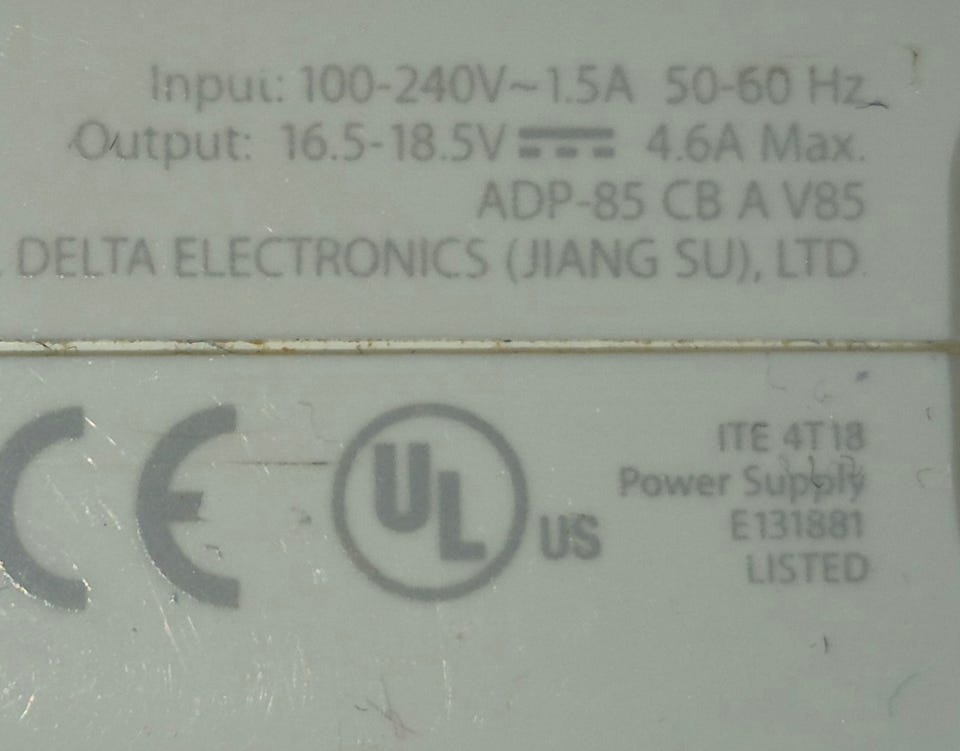 Input: 100-240V~1.5A 50-60 Hz
Output: 16.5-18.5V⎓ 4.6A Max.
ADP-85 CB A V85
DELTA ELECTRONICS (JIANG SU), LTD.
CE
UL US
ITE 4T18
Power Supply
E131881
LISTED